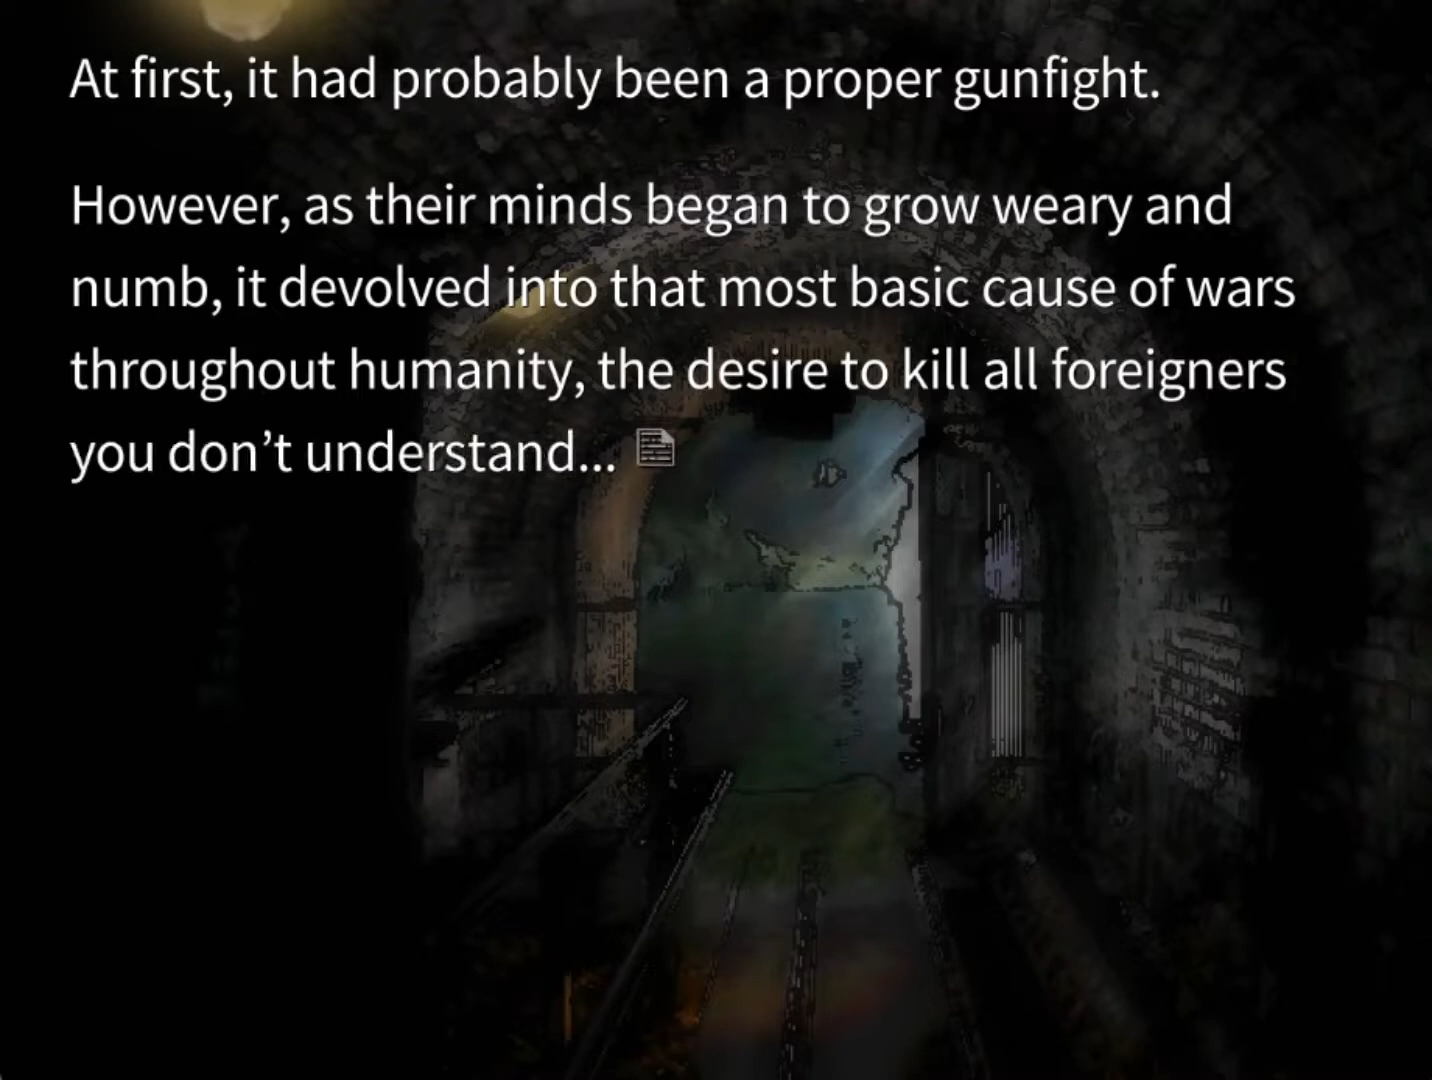 At first, it had probably been a proper gunfight.
However, as their minds began to grow weary and
numb, it devolved into that most basic cause of wars
throughout humanity, the desire to kill all foreigners
you don’t understand...